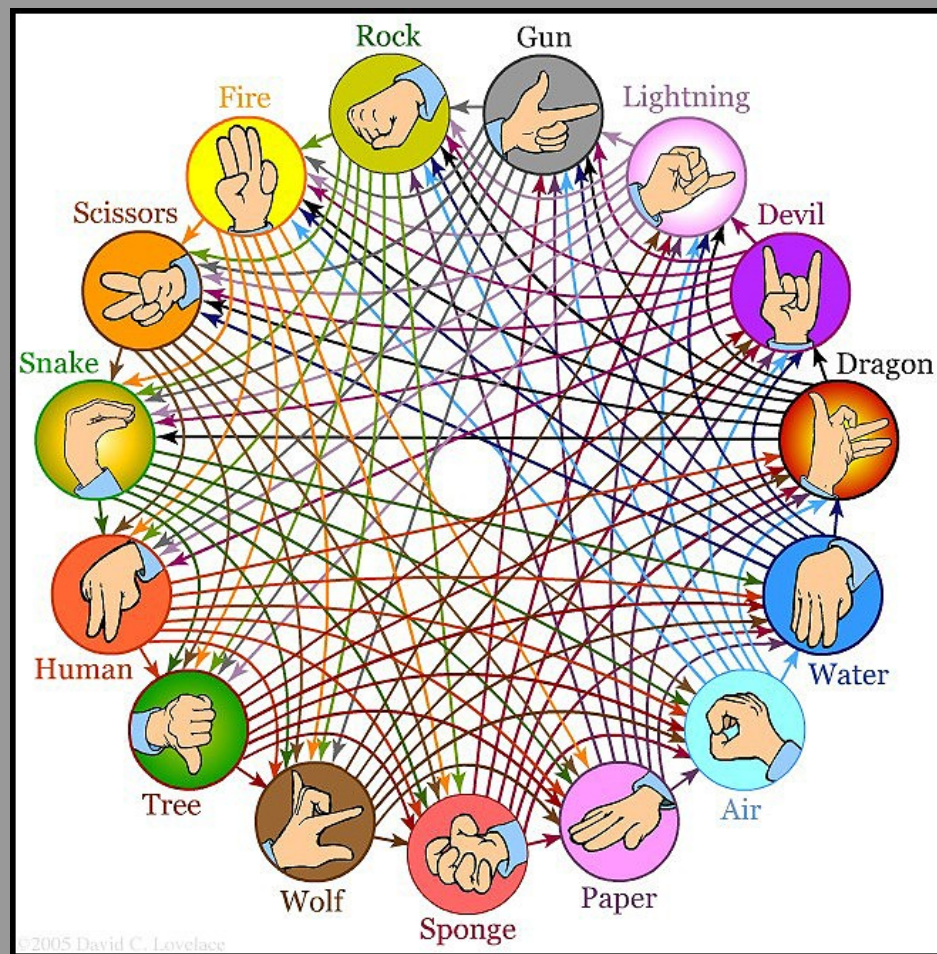 Rock
Gun
Fire
Lightning
Scissors
Devil
Snake
Dragon
Human
Water
Tree
Air
Wolf
Paper
Sponge
©2005 David C. Lovelace